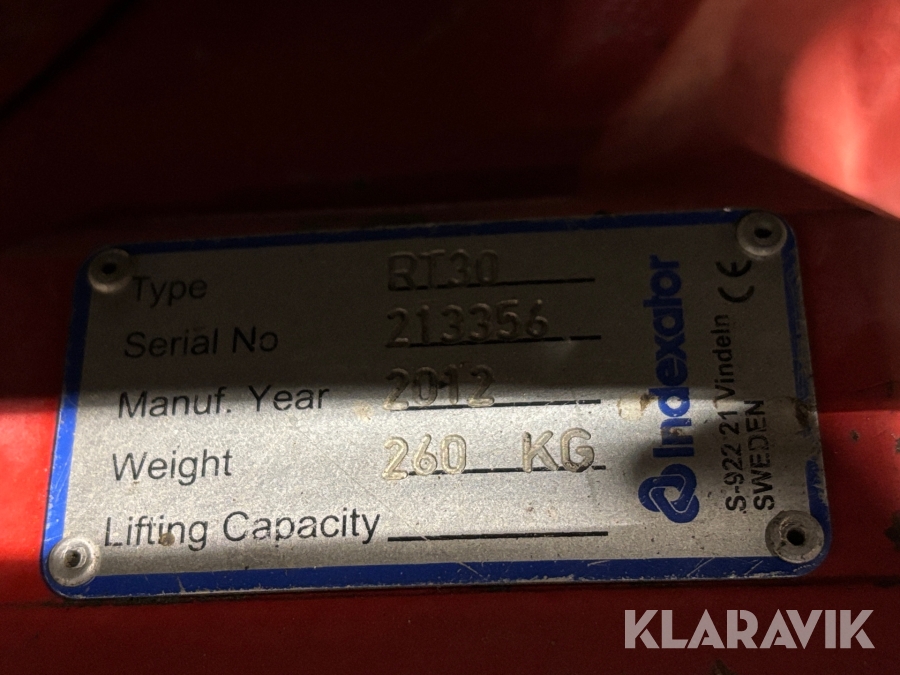 Type RT30
Serial No 213356
Manuf. Year 2012
Weight 260 KG
Lifting Capacity
Indexator
S-922 21 Vindeln CE
SWEDEN
KLARAVIK